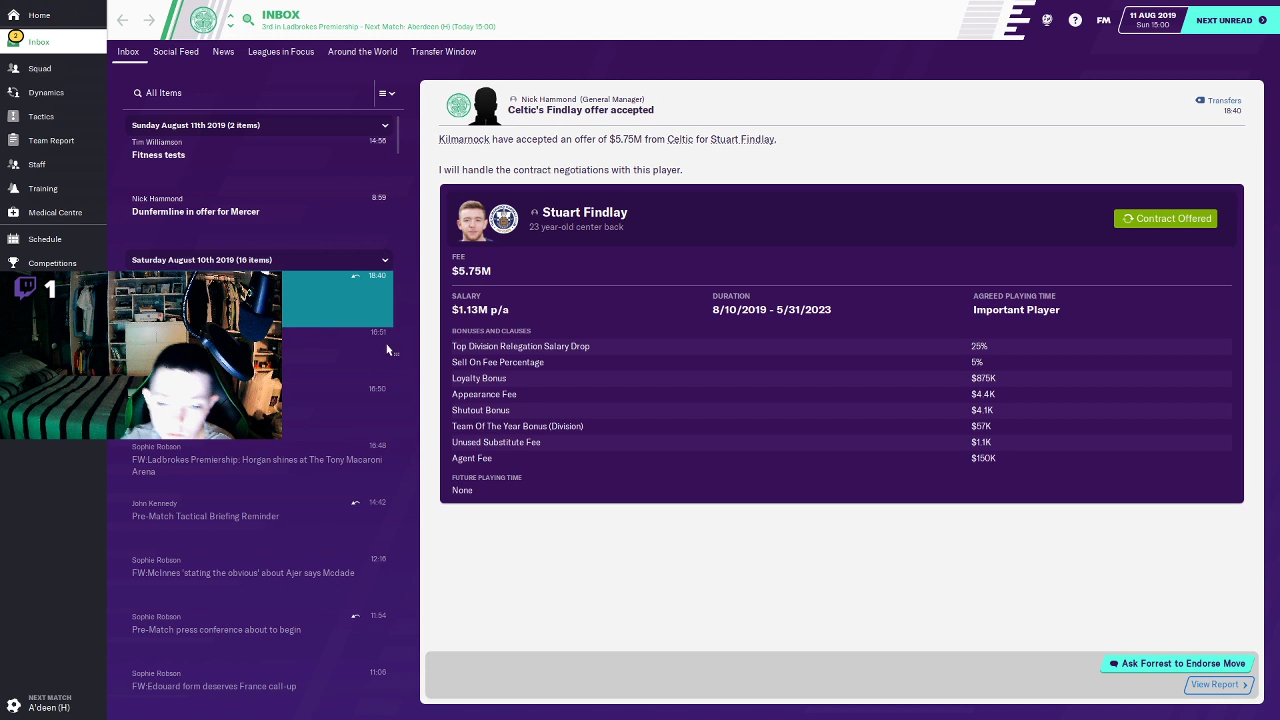 INBOX
3rd in Ladbrokes Premiership - Next Match: Aberdeen (H) (Today 15:00)
FM
11 AUG 2019
Sun 15:00
NEXT UNREAD
2
Inbox
Squad
Dynamics
Tactics
Team Report
Staff
Training
Medical Centre
Schedule
Competitions
1
NEXT MATCH
A'deen (H)
Inbox
Social Feed
News
Leagues in Focus
Around the World
Transfer Window
All Items
Sunday August 11th 2019 (2 items)
Tim Williamson 14:56
Fitness tests
Nick Hammond 8:59
Dunfermline in offer for Mercer
Saturday August 10th 2019 (16 items)
18:40
16:51
16:50
Sophie Robson 16:48
FW:Ladbrokes Premiership: Horgan shines at The Tony Macaroni
Arena
John Kennedy 14:42
Pre-Match Tactical Briefing Reminder
Sophie Robson 12:16
FW:McInnes 'stating the obvious' about Ajer says Mcdade
Sophie Robson 11:54
Pre-Match press conference about to begin
Sophie Robson 11:06
FW:Edouard form deserves France call-up
Nick Hammond (General Manager)
Celtic's Findlay offer accepted
Transfers
18:40
Kilmarnock have accepted an offer of $5.75M from Celtic for Stuart Findlay.
I will handle the contract negotiations with this player.
Stuart Findlay
23 year-old center back
Contract Offered
FEE
$5.75M
SALARY DURATION AGREED PLAYING TIME
$1.13M p/a 8/10/2019 - 5/31/2023 Important Player
BONUSES AND CLAUSES
Top Division Relegation Salary Drop 25%
Sell On Fee Percentage 5%
Loyalty Bonus $875K
Appearance Fee $4.4K
Shutout Bonus $4.1K
Team Of The Year Bonus (Division) $57K
Unused Substitute Fee $1.1K
Agent Fee $150K
FUTURE PLAYING TIME
None
Ask Forrest to Endorse Move
View Report